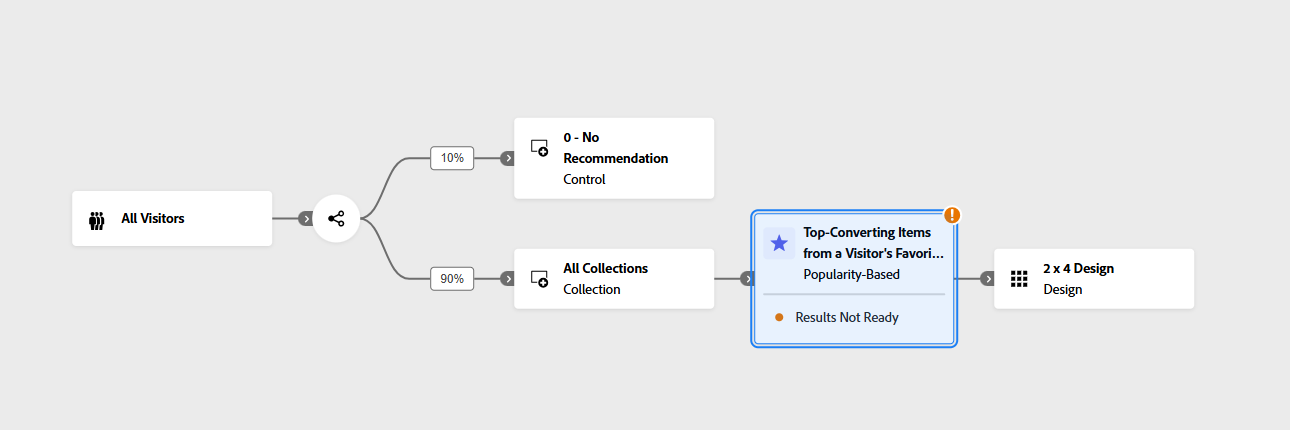 All Visitors
10%
0 - No
Recommendation
Control
90%
All Collections
Collection
Top-Converting Items
from a Visitor's Favori...
Popularity-Based
Results Not Ready
2 x 4 Design
Design